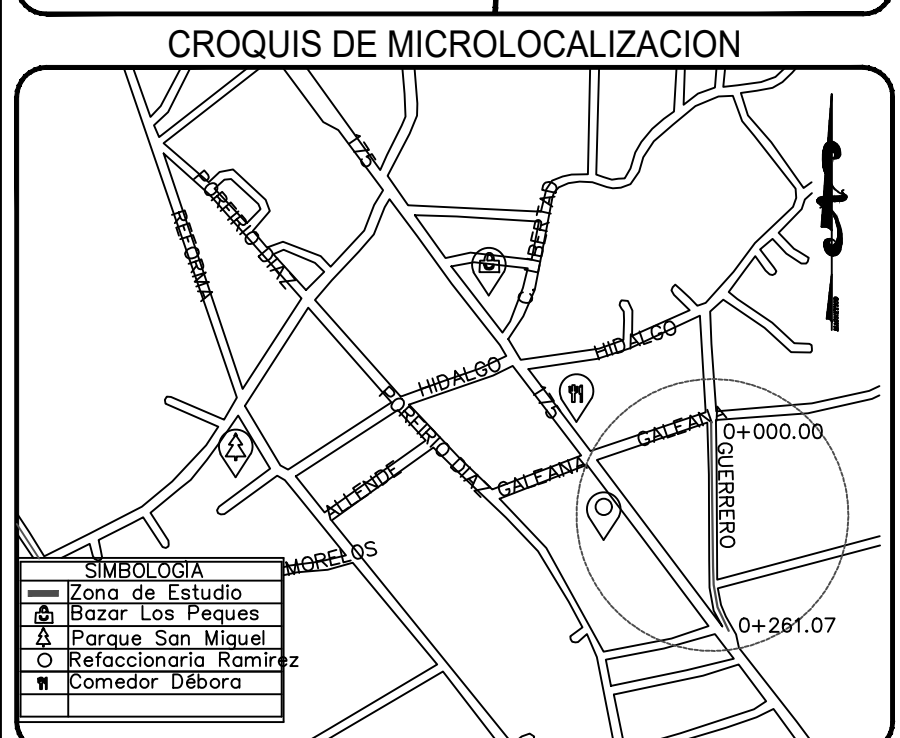 CROQUIS DE MICROLOCALIZACION
175
PORFIRIO DIAZ
REFORMA
C. LIBERTAD
HIDALGO
HIDALGO
175
PORFIRIO DIAZ
GALEANA
0+000.00
GUERRERO
GALEANA
ALLENDE
MORELOS
0+261.07
SIMBOLOGIA
Zona de Estudio
Bazar Los Peques
Parque San Miguel
Refaccionaria Ramirez
Comedor Débora